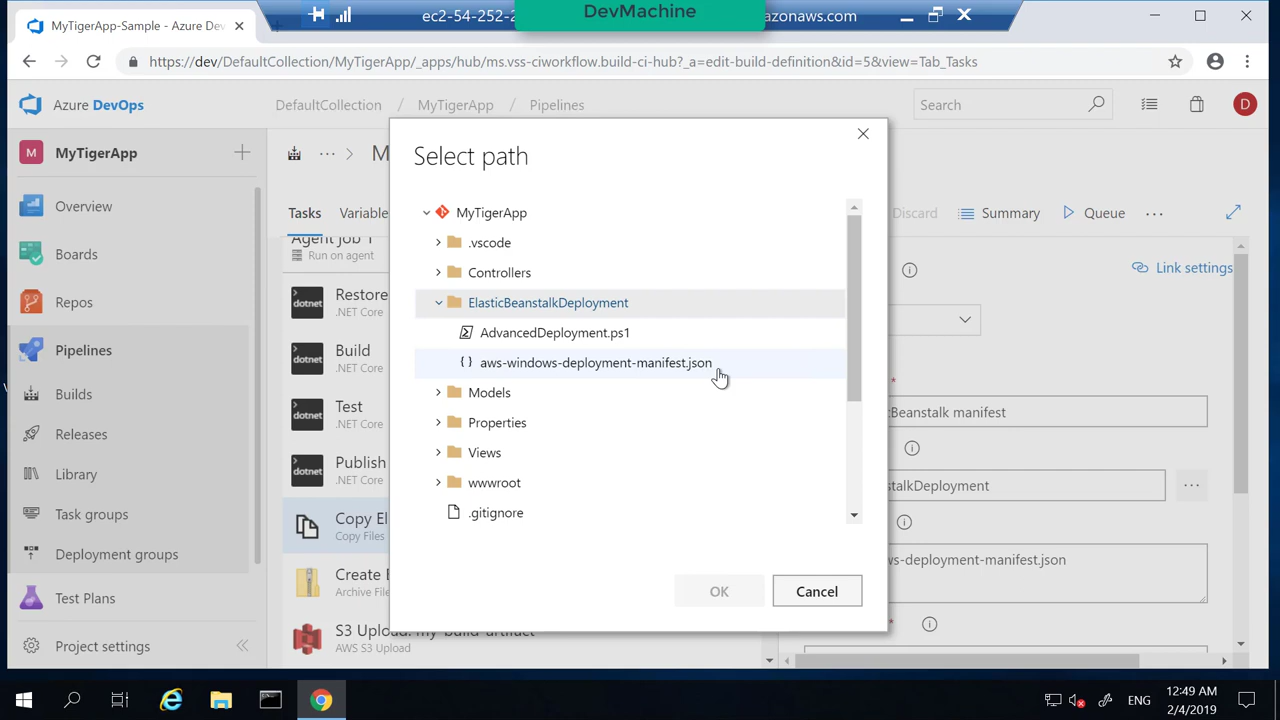 MyTigerApp-Sample - Azure Dev
ec2-54-252-2
DevMachine
azonaws.com
https://dev/DefaultCollection/MyTigerApp/_apps/hub/ms.vss-ciworkflow.build-ci-hub?_a=edit-build-definition&id=5&view=Tab_Tasks
Azure DevOps
DefaultCollection / MyTigerApp / Pipelines
Search
D
M MyTigerApp
Overview
Boards
Repos
Pipelines
Builds
Releases
Library
Task groups
Deployment groups
Test Plans
Project settings
··· > M
Tasks
Variable
Discard
Summary
Queue
Agent job 1
Run on agent
dotnet
Restore
.NET Core
dotnet
Build
.NET Core
dotnet
Test
.NET Core
dotnet
Publish
.NET Core
Copy El
Copy Files
Create E
Archive File
S3 Upload: my-build-artifact
AWS S3 Upload
Select path
MyTigerApp
.vscode
Controllers
ElasticBeanstalkDeployment
AdvancedDeployment.ps1
{ } aws-windows-deployment-manifest.json
Models
Properties
Views
wwwroot
.gitignore
OK
Cancel
Link settings
*
Beanstalk manifest
nstalkDeployment
ws-deployment-manifest.json
*
ENG
12:49 AM
2/4/2019